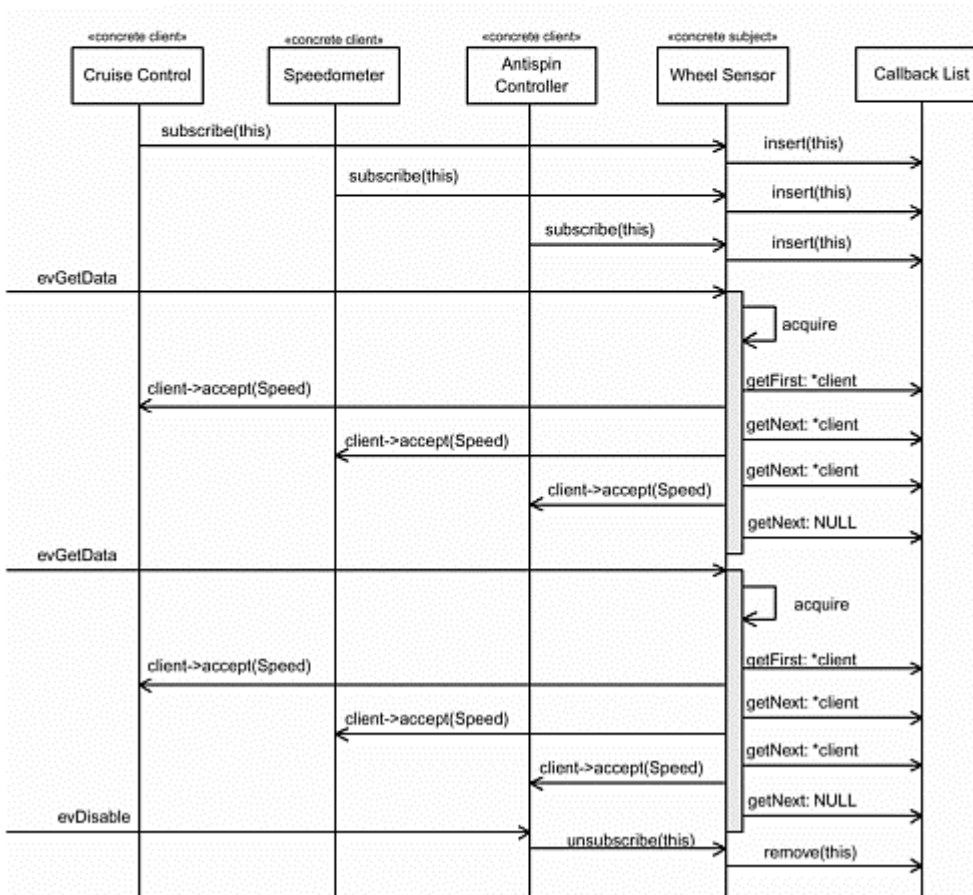 «concrete client»
«concrete client»
«concrete client»
«concrete subject»
Cruise Control
Speedometer
Antispin
Controller
Wheel Sensor
Callback List
subscribe(this)
insert(this)
subscribe(this)
insert(this)
subscribe(this)
insert(this)
evGetData
acquire
getFirst: *client
client->accept(Speed)
getNext: *client
client->accept(Speed)
getNext: *client
client->accept(Speed)
getNext: NULL
evGetData
acquire
getFirst: *client
client->accept(Speed)
getNext: *client
client->accept(Speed)
getNext: *client
client->accept(Speed)
getNext: NULL
evDisable
unsubscribe(this)
remove(this)